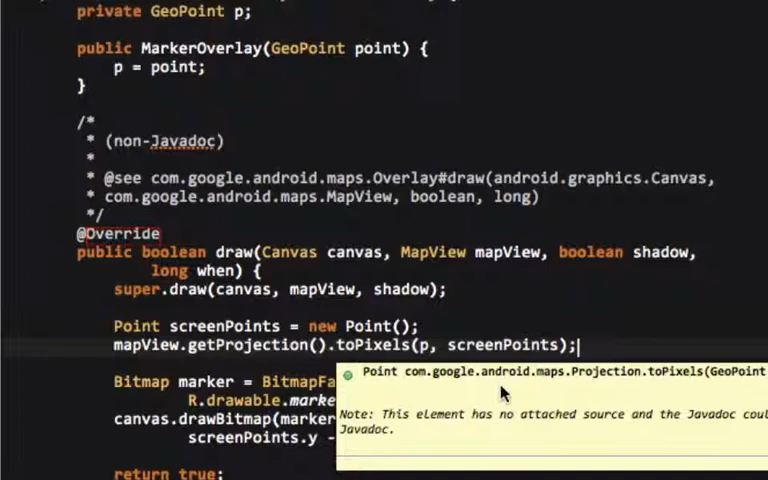 private GeoPoint p;
public MarkerOverlay(GeoPoint point) {
p = point;
}
/*
* (non-Javadoc)
*
* @see com.google.android.maps.Overlay#draw(android.graphics.Canvas,
* com.google.android.maps.MapView, boolean, long)
*/
@Override
public boolean draw(Canvas canvas, MapView mapView, boolean shadow,
long when) {
super.draw(canvas, mapView, shadow);
Point screenPoints = new Point();
mapView.getProjection().toPixels(p, screenPoints);
Point com.google.android.maps.Projection.toPixels(GeoPoint
Bitmap marker = BitmapFa
R.drawable.marke
Note: This element has no attached source and the Javadoc coul
canvas.drawBitmap(marker
Javadoc.
screenPoints.y -
return true;